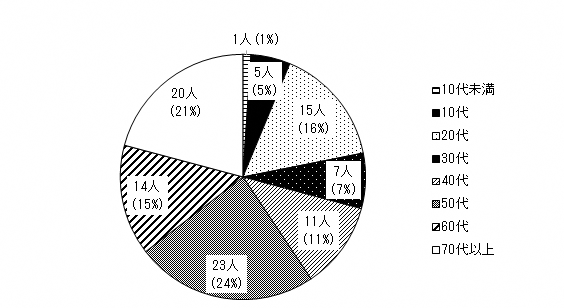 1人(1%)
5人
(5%)
15人
(16%)
7人
(7%)
11人
(11%)
23人
(24%)
14人
(15%)
20人
(21%)
10代未満
10代
20代
30代
40代
50代
60代
70代以上